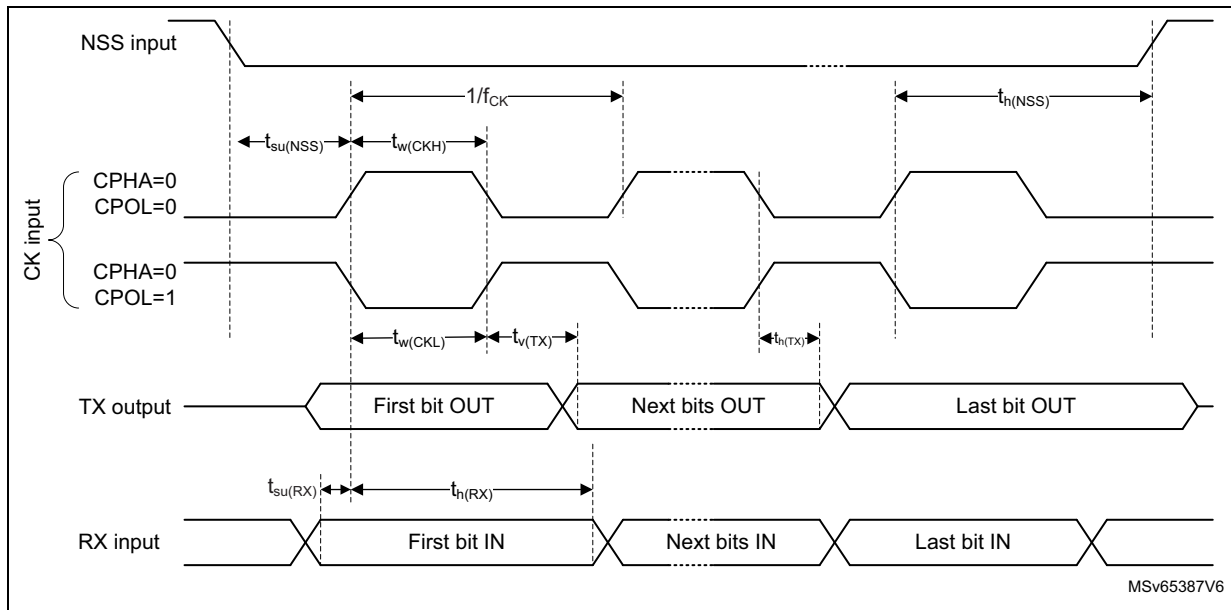 NSS input
1/fCK
th(NSS)
tsu(NSS)
tw(CKH)
CK input
CPHA=0
CPOL=0
CPHA=0
CPOL=1
tw(CKL)
tv(TX)
th(TX)
TX output
First bit OUT
Next bits OUT
Last bit OUT
tsu(RX)
th(RX)
RX input
First bit IN
Next bits IN
Last bit IN
MSv65387V6